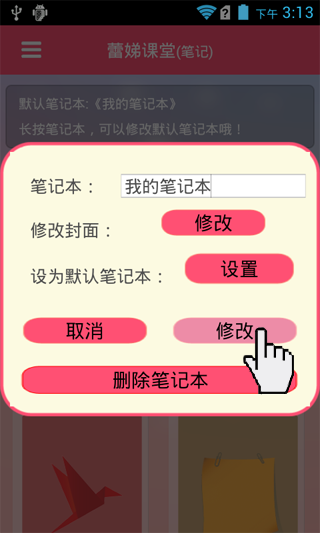 下午 3:13
蕾娣课堂(笔记)
默认笔记本:《我的笔记本》
长按笔记本，可以修改默认笔记本哦！
笔记本： 我的笔记本
修改封面： 修改
设为默认笔记本： 设置
取消 修改
删除笔记本